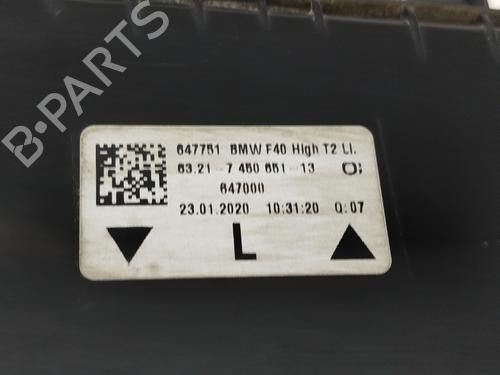 B-PARTS
647751 BMW F40 High T2 LI.
63.21-7 450 651-13
647000
23.01.2020 10:31:20 Q:07
L